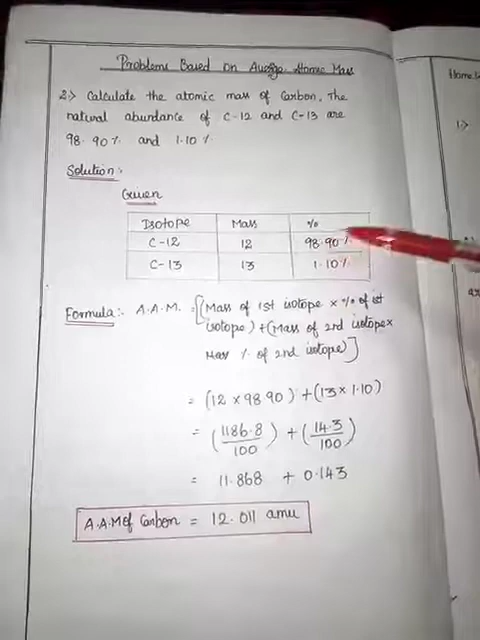 Problems Based on Average Atomic Mass
2) Calculate the atomic mass of Carbon. The
natural abundance of C-12 and C-13 are
98.90% and 1.10%
Solution:-
Given
Isotope Mass %
C-12 12 98.90%
C-13 13 1.10%
Formula:- A.A.M. = [(Mass of 1st isotope × % of 1st
isotope) + (Mass of 2nd isotope ×
% of 2nd isotope)]
= (12 × 98.90) + (13 × 1.10)
= (1186.8/100) + (14.3/100)
= 11.868 + 0.143
A.A.M of Carbon = 12.011 amu
1)